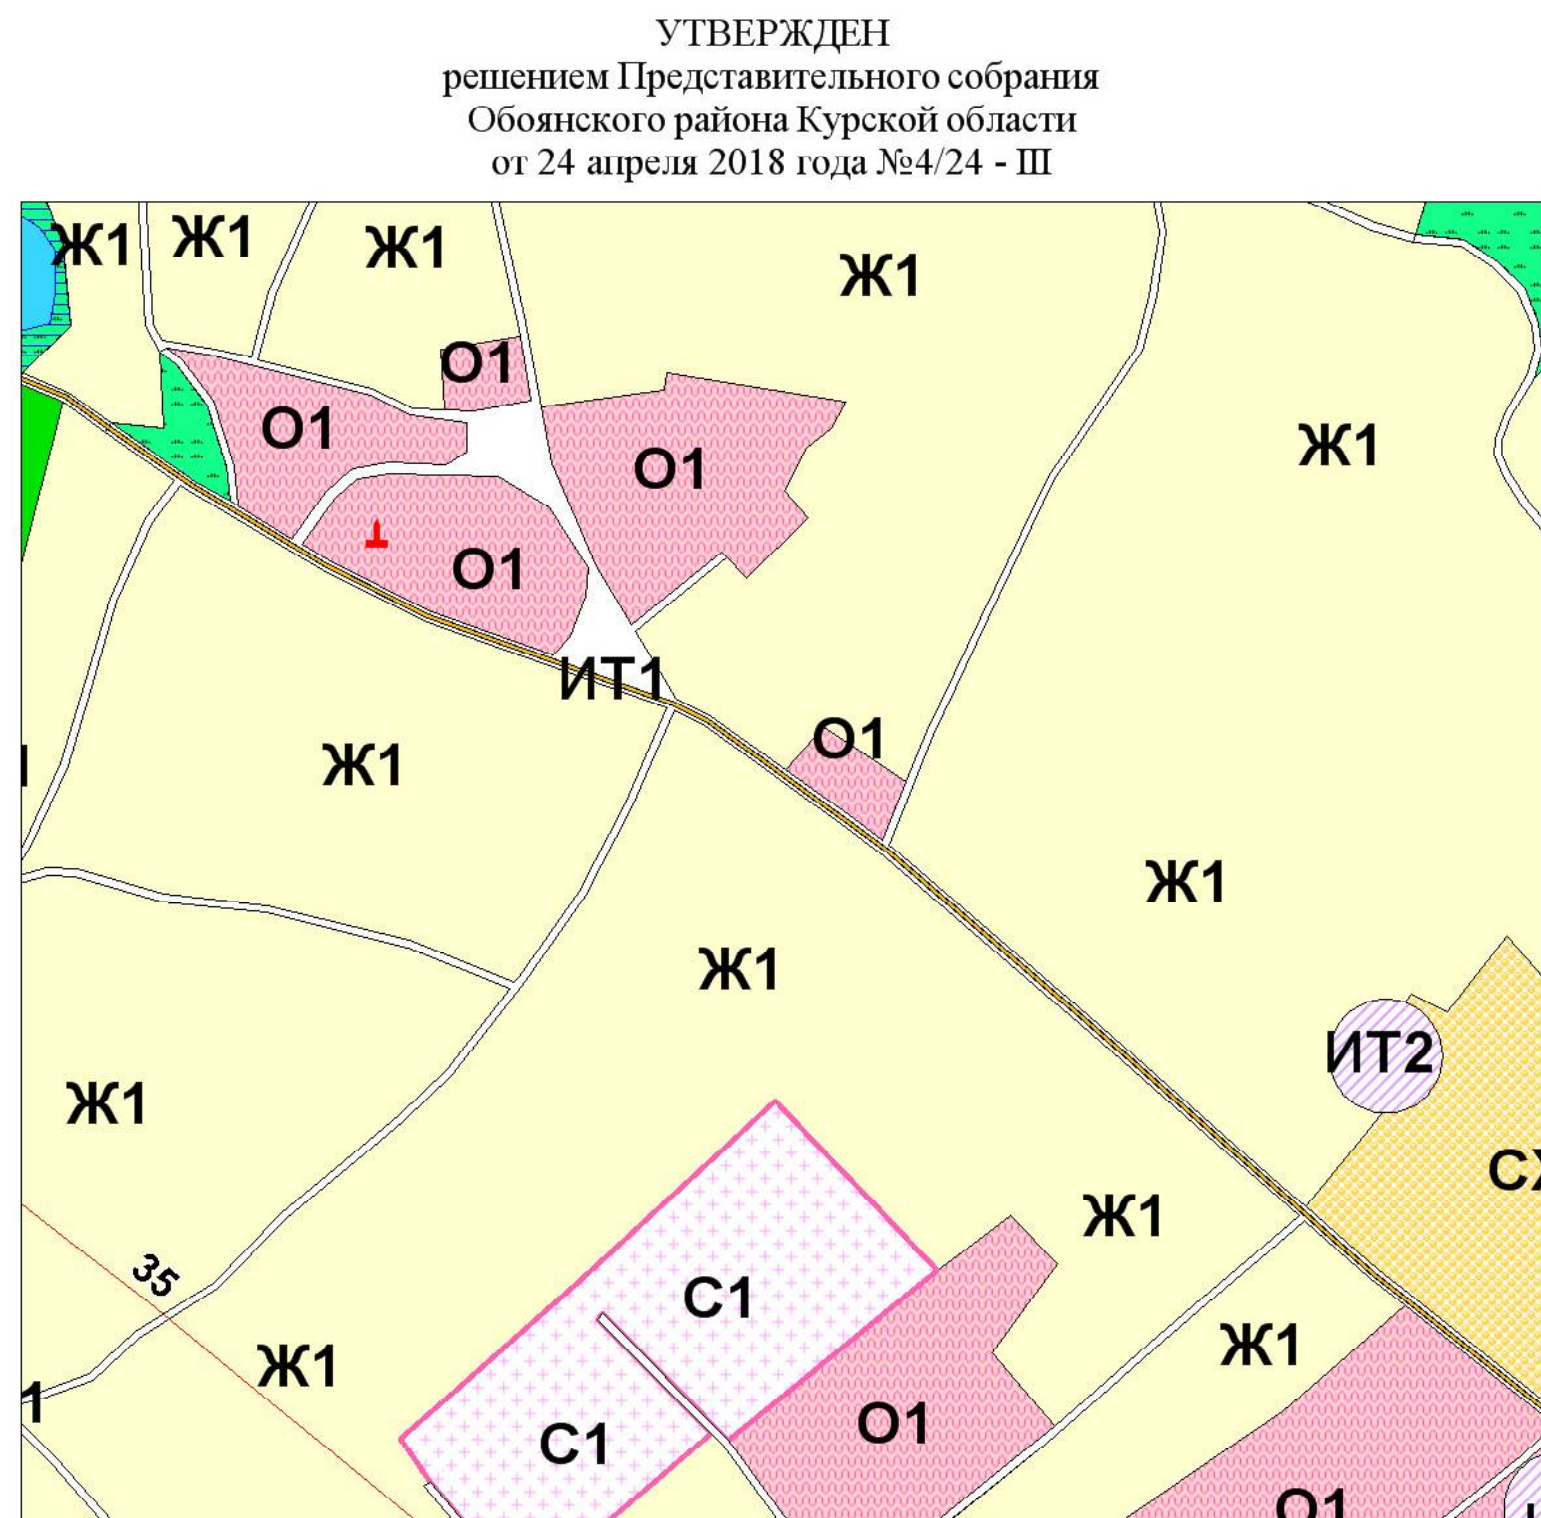 УТВЕРЖДЕН
решением Представительного собрания
Обоянского района Курской области
от 24 апреля 2018 года №4/24 - III
Ж1
Ж1
Ж1
Ж1
О1
О1
Ж1
О1
О1
ИТ1
О1
Ж1
Ж1
Ж1
ИТ2
Ж1
Ж1
35
С1
Ж1
Ж1
О1
С1
О1